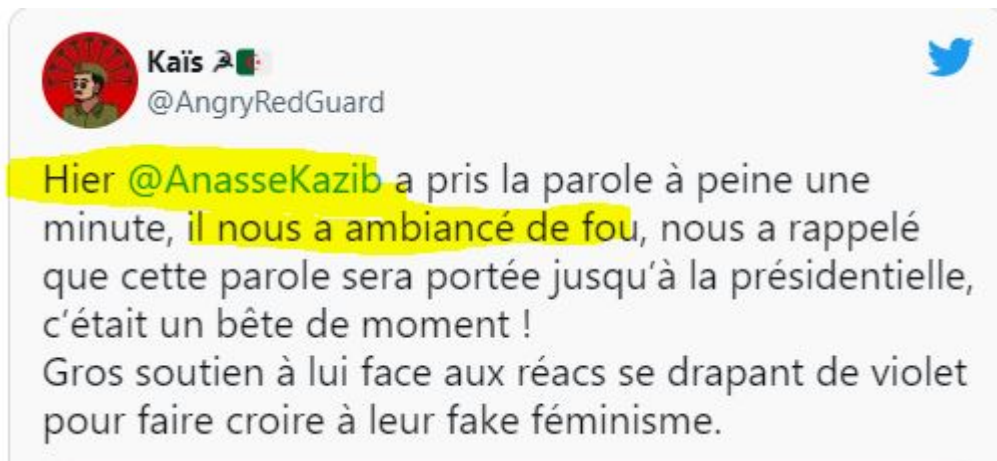 Kaïs ☭🇩🇿
@AngryRedGuard
Hier @AnasseKazib a pris la parole à peine une
minute, il nous a ambiancé de fou, nous a rappelé
que cette parole sera portée jusqu'à la présidentielle,
c'était un bête de moment !
Gros soutien à lui face aux réacs se drapant de violet
pour faire croire à leur fake féminisme.